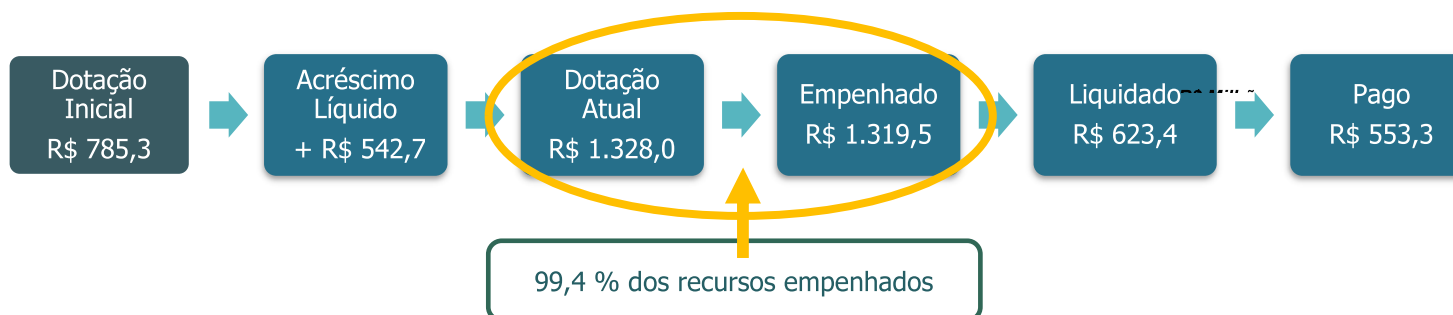 Dotação
Inicial
R$ 785,3
Acréscimo
Líquido
+ R$ 542,7
Dotação
Atual
R$ 1.328,0
Empenhado
R$ 1.319,5
Liquidado
R$ 623,4
Pago
R$ 553,3
99,4 % dos recursos empenhados